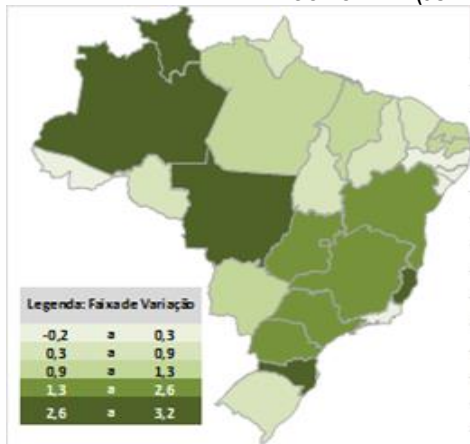 Legenda: Faixa de Variação
-0,2 a 0,3
0,3 a 0,9
0,9 a 1,3
1,3 a 2,6
2,6 a 3,2